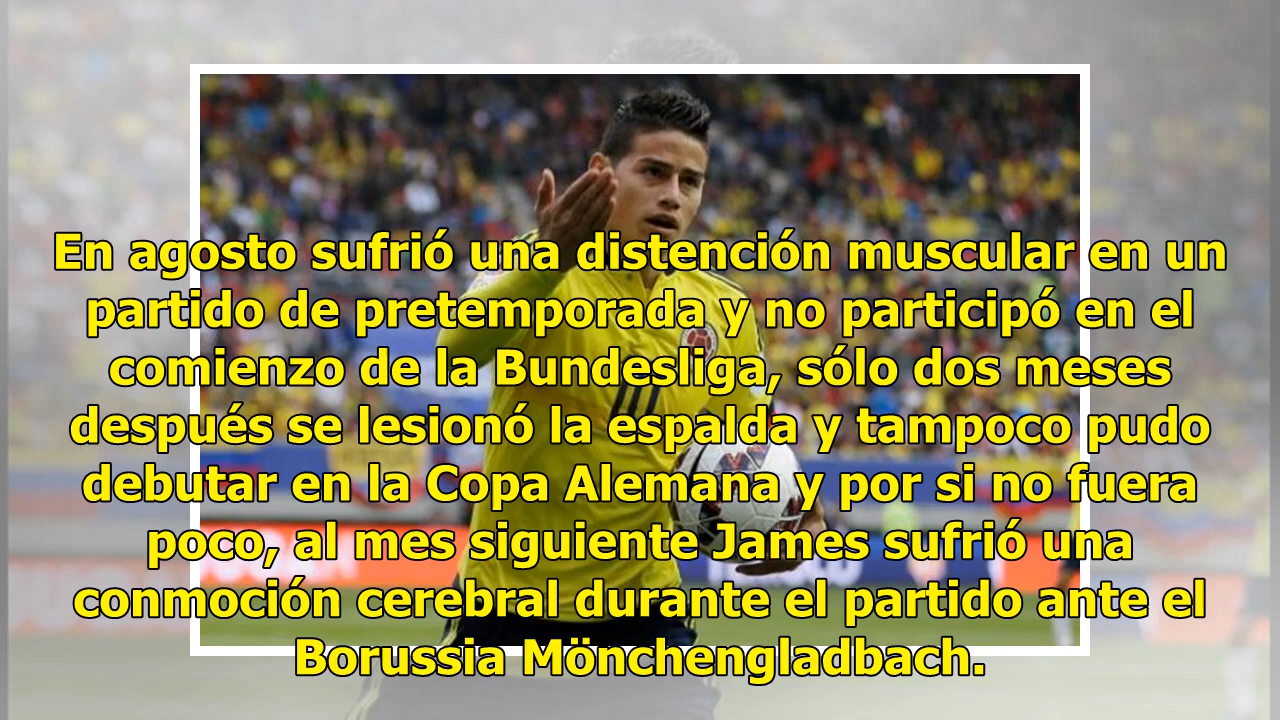 En agosto sufrió una distención muscular en un
partido de pretemporada y no participó en el
comienzo de la Bundesliga, sólo dos meses
después se lesionó la espalda y tampoco pudo
debutar en la Copa Alemana y por si no fuera
poco, al mes siguiente James sufrió una
conmoción cerebral durante el partido ante el
Borussia Mönchengladbach.
10